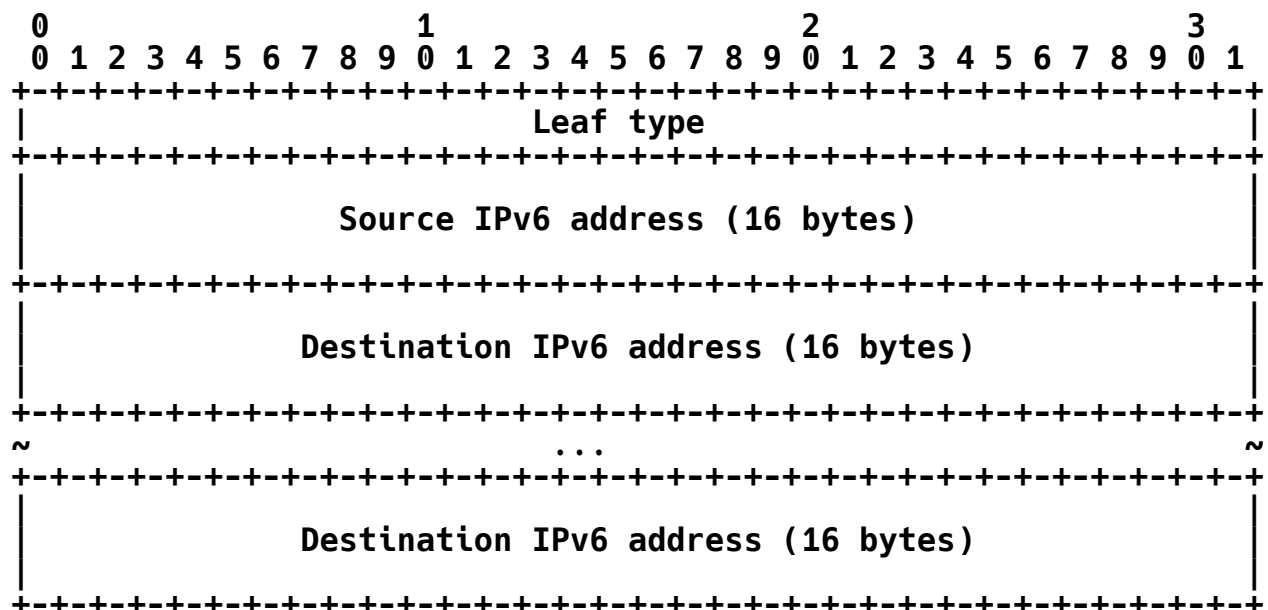 0                   1                   2                   3
 0 1 2 3 4 5 6 7 8 9 0 1 2 3 4 5 6 7 8 9 0 1 2 3 4 5 6 7 8 9 0 1
+-+-+-+-+-+-+-+-+-+-+-+-+-+-+-+-+-+-+-+-+-+-+-+-+-+-+-+-+-+-+-+-+
|                          Leaf type                            |
+-+-+-+-+-+-+-+-+-+-+-+-+-+-+-+-+-+-+-+-+-+-+-+-+-+-+-+-+-+-+-+-+
|                                                               |
|                Source IPv6 address (16 bytes)                 |
|                                                               |
+-+-+-+-+-+-+-+-+-+-+-+-+-+-+-+-+-+-+-+-+-+-+-+-+-+-+-+-+-+-+-+-+
|                                                               |
|              Destination IPv6 address (16 bytes)              |
|                                                               |
+-+-+-+-+-+-+-+-+-+-+-+-+-+-+-+-+-+-+-+-+-+-+-+-+-+-+-+-+-+-+-+-+
~                           ...                                 ~
+-+-+-+-+-+-+-+-+-+-+-+-+-+-+-+-+-+-+-+-+-+-+-+-+-+-+-+-+-+-+-+-+
|                                                               |
|              Destination IPv6 address (16 bytes)              |
|                                                               |
+-+-+-+-+-+-+-+-+-+-+-+-+-+-+-+-+-+-+-+-+-+-+-+-+-+-+-+-+-+-+-+-+